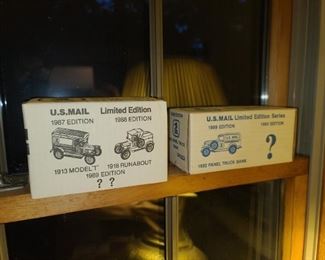 U.S.MAIL Limited Edition
1987 EDITION 1988 EDITION
1913 MODEL 'T' 1918 RUNABOUT
1989 EDITION
? ?
U.S. MAIL Limited Edition Series
1989 EDITION 1990 EDITION
?
1932 PANEL TRUCK BANK